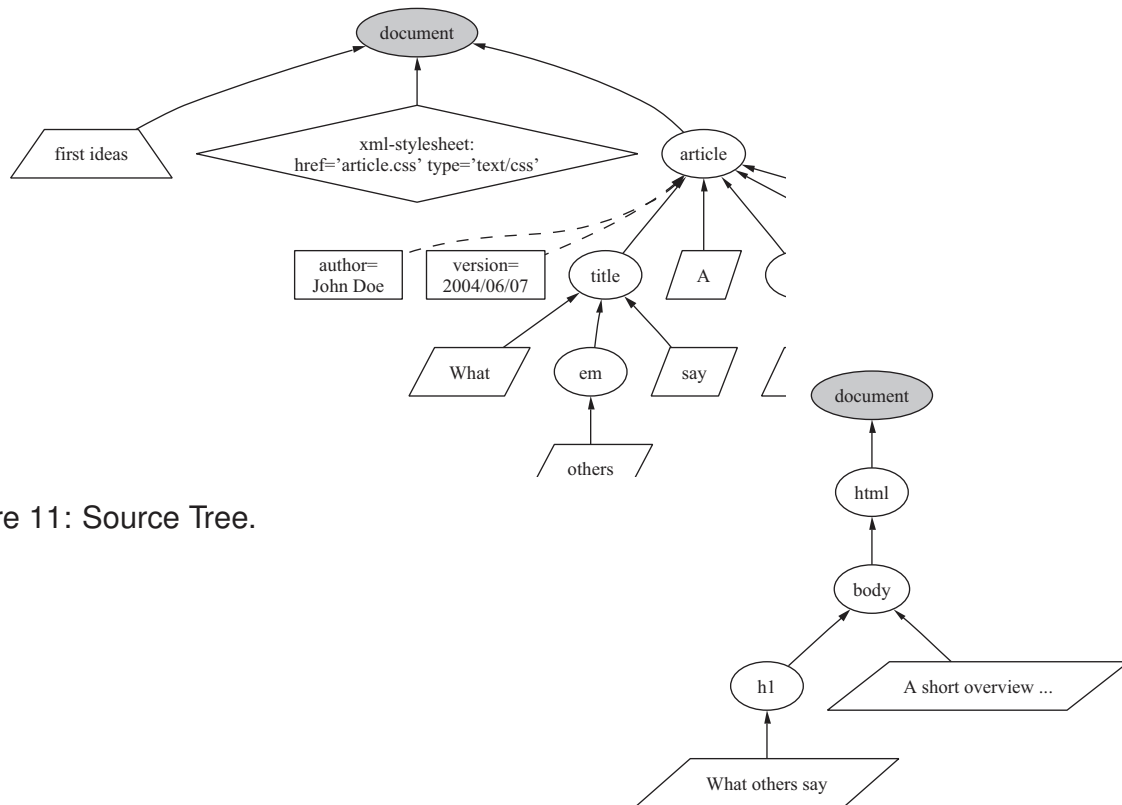 document
first ideas
xml-stylesheet:
href=’article.css’ type=’text/css’
article
author=
John Doe
version=
2004/06/07
title
A
What
em
say
others
re 11: Source Tree.
document
html
body
h1
A short overview ...
What others say